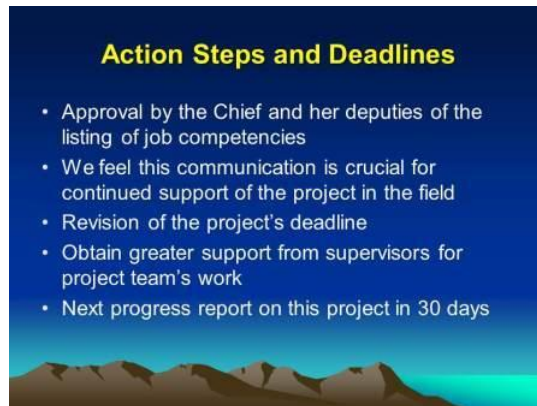 Action Steps and Deadlines
• Approval by the Chief and her deputies of the
listing of job competencies
• We feel this communication is crucial for
continued support of the project in the field
• Revision of the project's deadline
• Obtain greater support from supervisors for
project team's work
• Next progress report on this project in 30 days